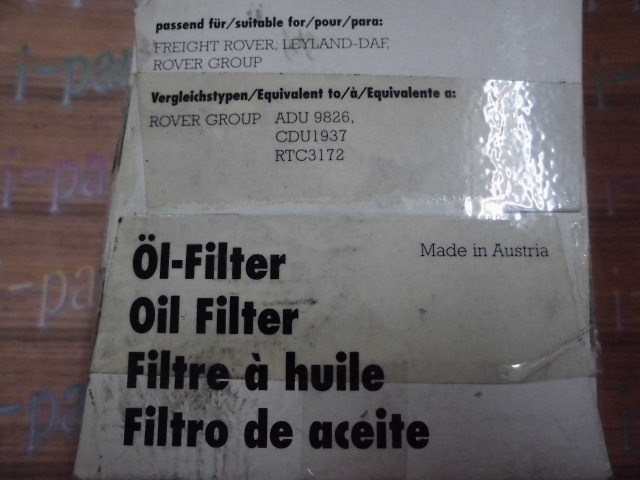 passend für/suitable for/pour/para:
FREIGHT ROVER, LEYLAND-DAF,
ROVER GROUP
Vergleichstypen/Equivalent to/à/Equivalente a:
ROVER GROUP ADU 9826,
CDU1937
RTC3172
Öl-Filter
Made in Austria
Oil Filter
Filtre à huile
Filtro de aceite